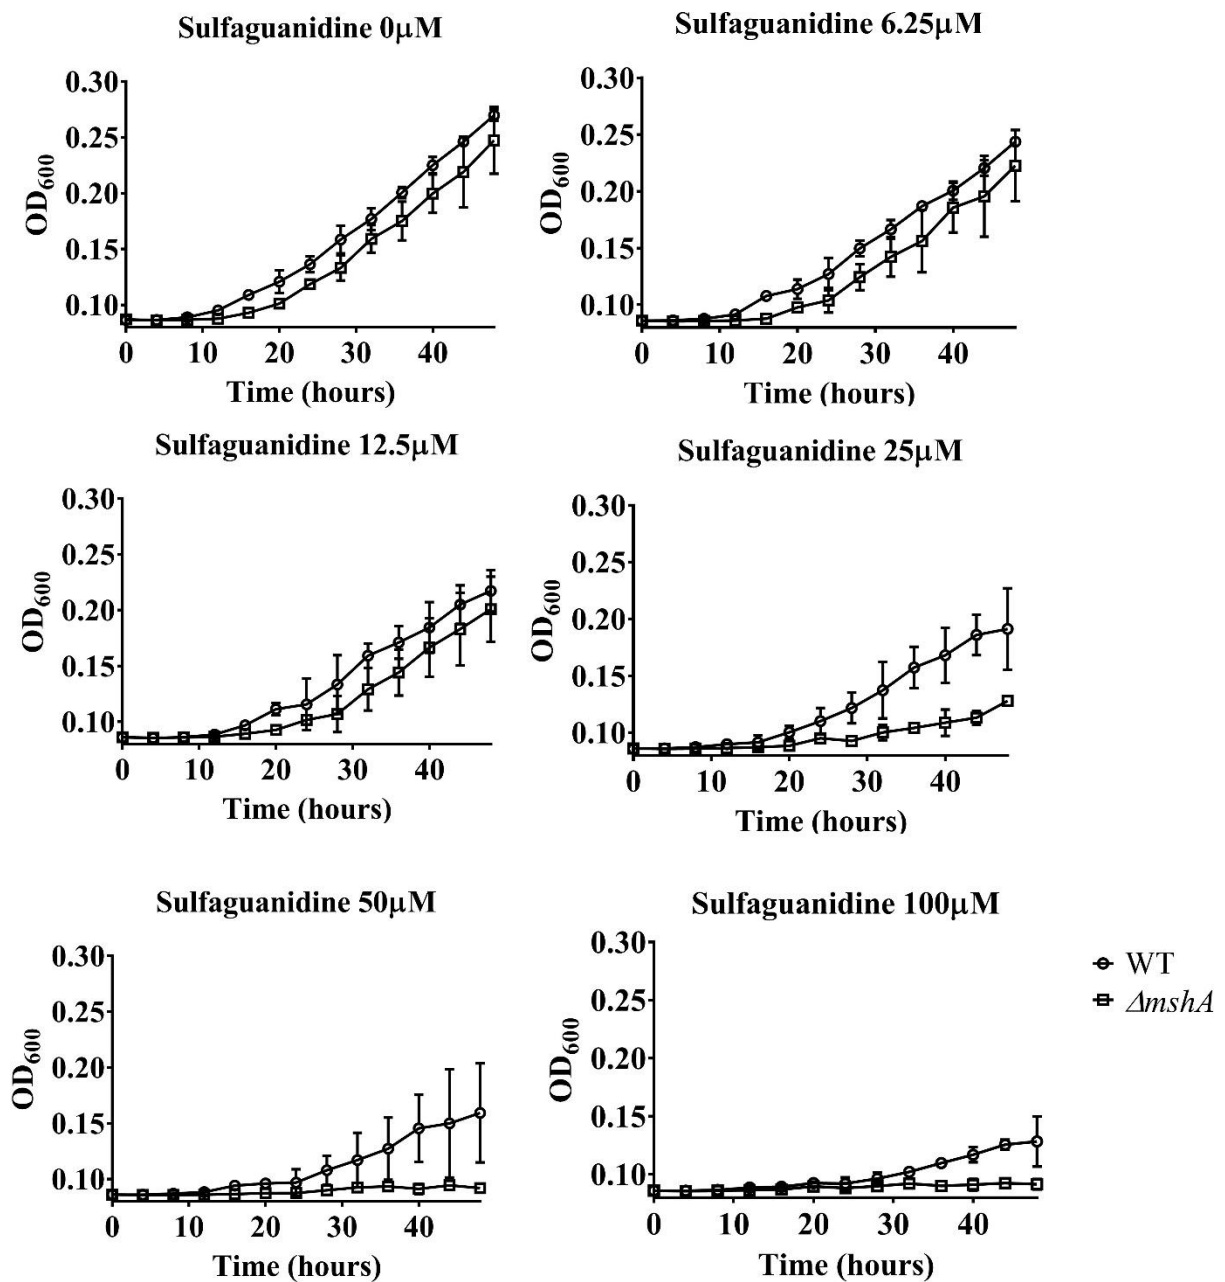 Sulfaguanidine 0μM
OD600
0.30
0.25
0.20
0.15
0.10
0 10 20 30 40
Time (hours)
Sulfaguanidine 6.25μM
OD600
0.30
0.25
0.20
0.15
0.10
0 10 20 30 40
Time (hours)
Sulfaguanidine 12.5μM
OD600
0.30
0.25
0.20
0.15
0.10
0 10 20 30 40
Time (hours)
Sulfaguanidine 25μM
OD600
0.30
0.25
0.20
0.15
0.10
0 10 20 30 40
Time (hours)
Sulfaguanidine 50μM
OD600
0.30
0.25
0.20
0.15
0.10
0 10 20 30 40
Time (hours)
Sulfaguanidine 100μM
OD600
0.30
0.25
0.20
0.15
0.10
0 10 20 30 40
Time (hours)
WT
ΔmshA